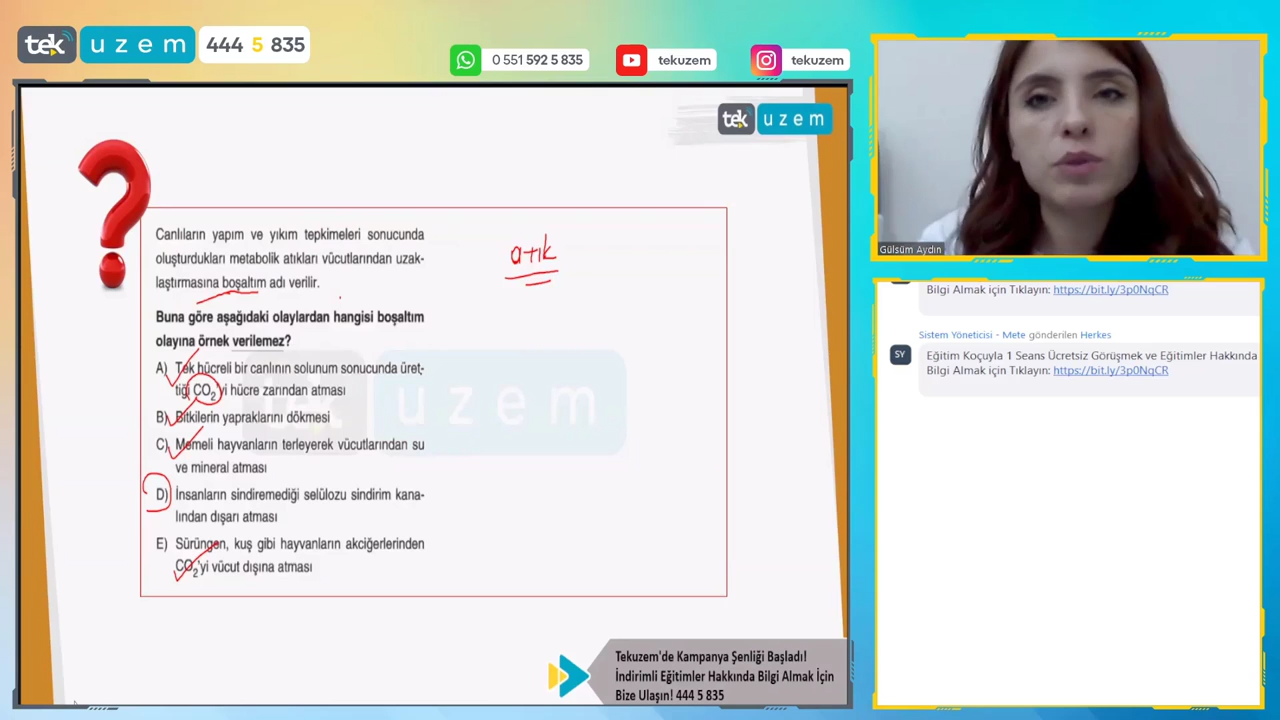 tek uzem 444 5 835
0 551 592 5 835
tekuzem
tekuzem
tek uzem
Canlıların yapım ve yıkım tepkimeleri sonucunda
oluşturdukları metabolik atıkları vücutlarından uzak-
laştırmasına boşaltım adı verilir.
atık
Buna göre aşağıdaki olaylardan hangisi boşaltım
olayına örnek verilemez?
A) Tek hücreli bir canlının solunum sonucunda üret-
tiği CO2'yi hücre zarından atması
B) Bitkilerin yapraklarını dökmesi
C) Memeli hayvanların terleyerek vücutlarından su
ve mineral atması
D) İnsanların sindiremediği selülozu sindirim kana-
lından dışarı atması
E) Sürüngen, kuş gibi hayvanların akciğerlerinden
CO2'yi vücut dışına atması
tek uzem
Tekuzem'de Kampanya Şenliği Başladı!
İndirimli Eğitimler Hakkında Bilgi Almak İçin
Bize Ulaşın! 444 5 835
Gülsüm Aydın
Bilgi Almak için Tıklayın: https://bit.ly/3p0NqCR
Sistem Yöneticisi - Mete gönderilen Herkes
SY
Eğitim Koçuyla 1 Seans Ücretsiz Görüşmek ve Eğitimler Hakkında
Bilgi Almak için Tıklayın: https://bit.ly/3p0NqCR